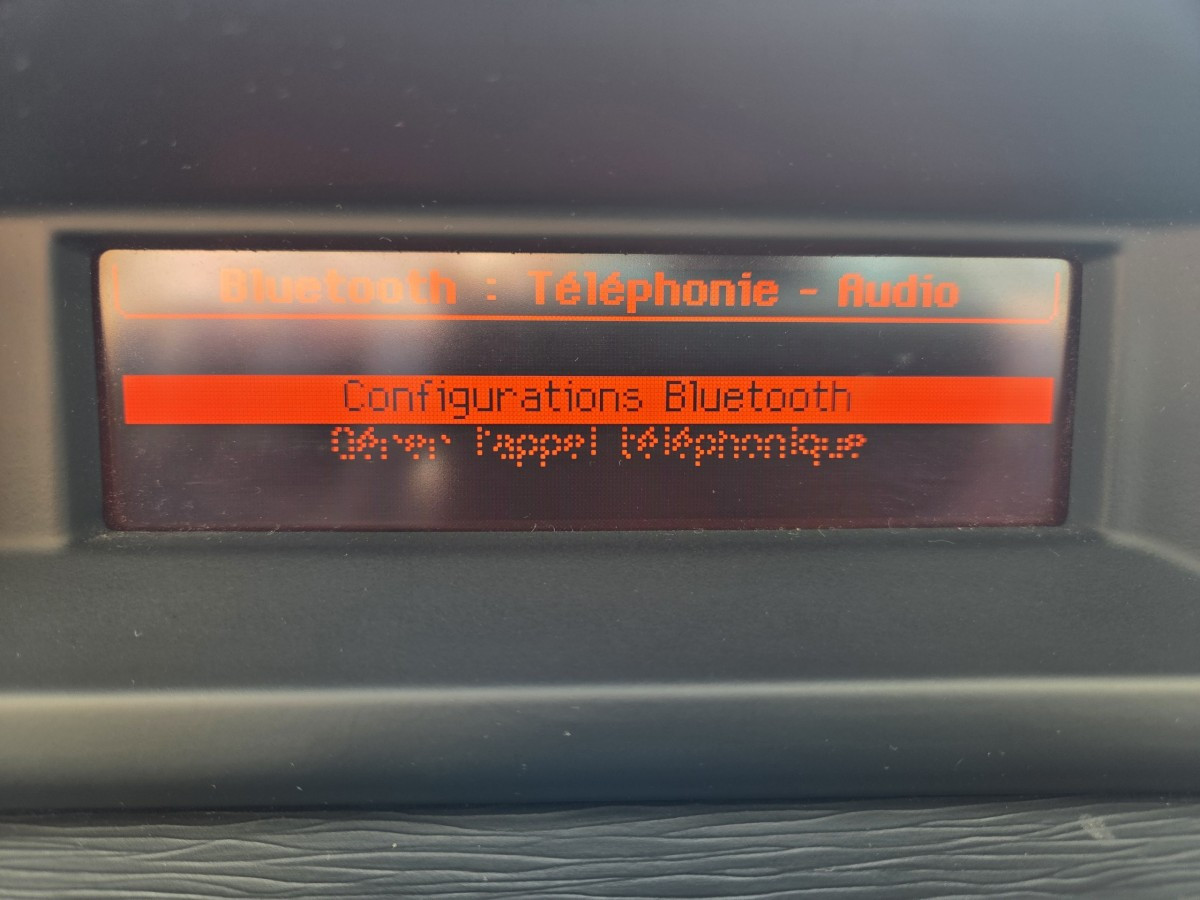 Bluetooth : Téléphonie - Audio
Configurations Bluetooth
Gérer l'appel téléphonique